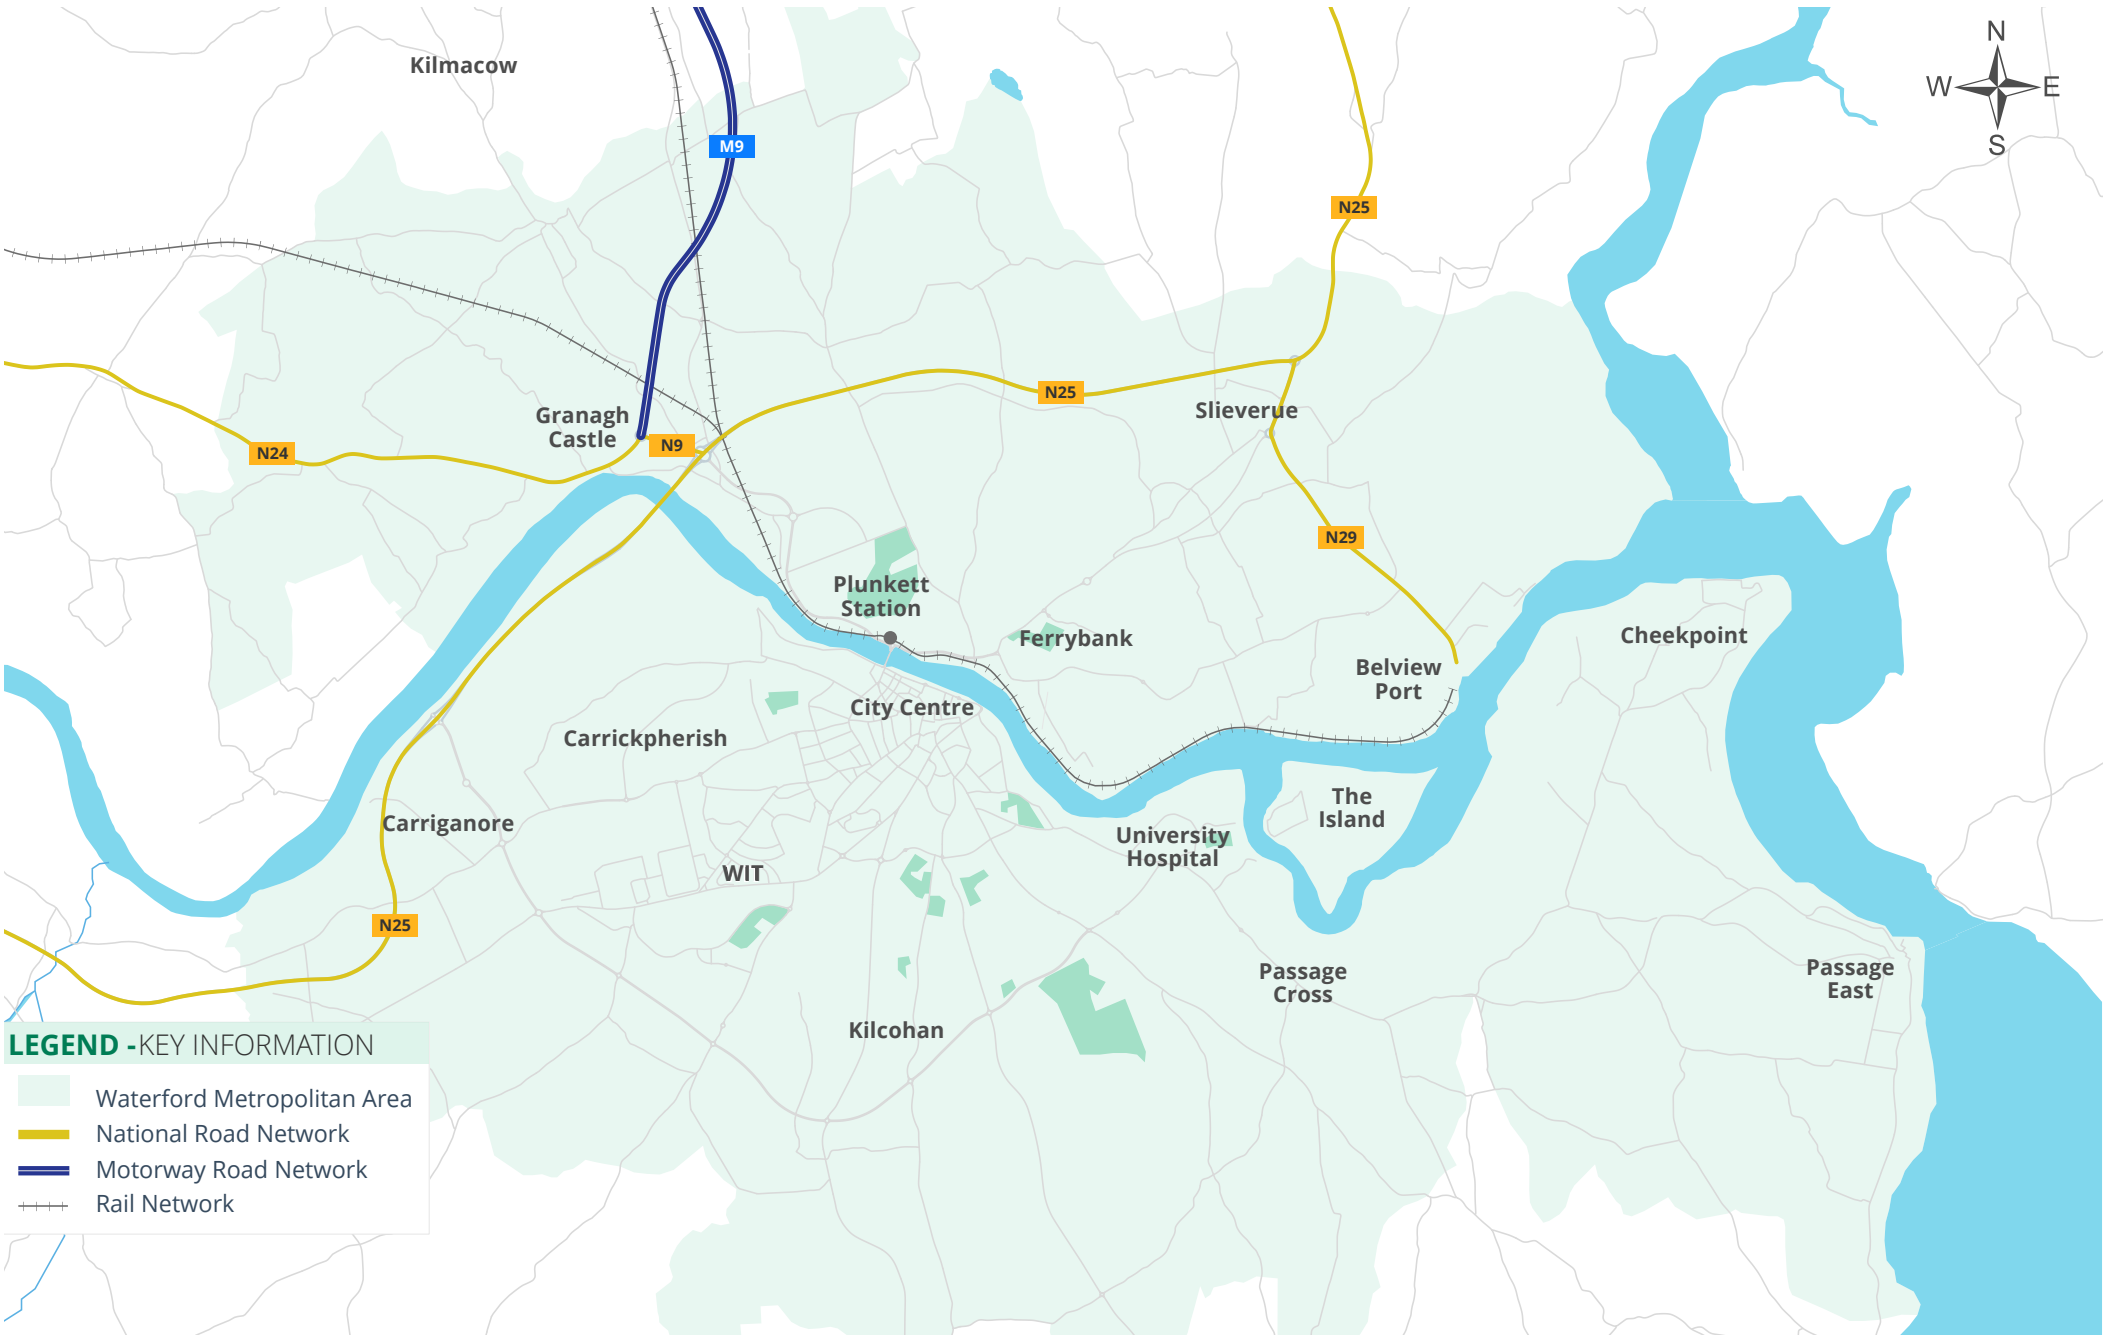 N
W E
S
Kilmacow
M9
N25
N25
Granagh
Castle
Slieverue
N9
N24
N29
Plunkett
Station
Ferrybank
Cheekpoint
Belview
Port
City Centre
Carrickpherish
The
Island
Carriganore
University
Hospital
WIT
N25
Passage
Cross
Passage
East
Kilcohan
LEGEND -KEY INFORMATION
Waterford Metropolitan Area
National Road Network
Motorway Road Network
Rail Network